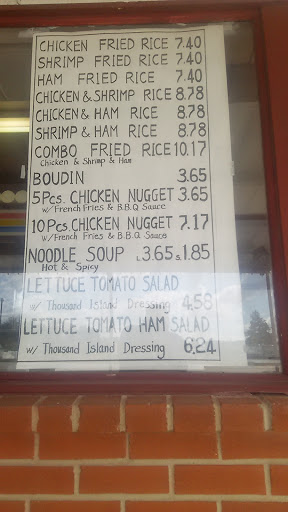 CHICKEN FRIED RICE 7.40
SHRIMP FRIED RICE 7.40
HAM FRIED RICE 7.40
CHICKEN & SHRIMP RICE 8.78
CHICKEN & HAM RICE 8.78
SHRIMP & HAM RICE 8.78
COMBO FRIED RICE 10.17
Chicken & Shrimp & Ham
BOUDIN 3.65
5 Pcs. CHICKEN NUGGET 3.65
w/French Fries & B.B.Q Sauce
10 Pcs. CHICKEN NUGGET 7.17
w/French Fries & B.B.Q Sauce
NOODLE SOUP L3.65 S.1.85
Hot & Spicy
LETTUCE TOMATO SALAD
w/ Thousand Island Dressing 4.58
LETTUCE TOMATO HAM SALAD
w/ Thousand Island Dressing 6.24